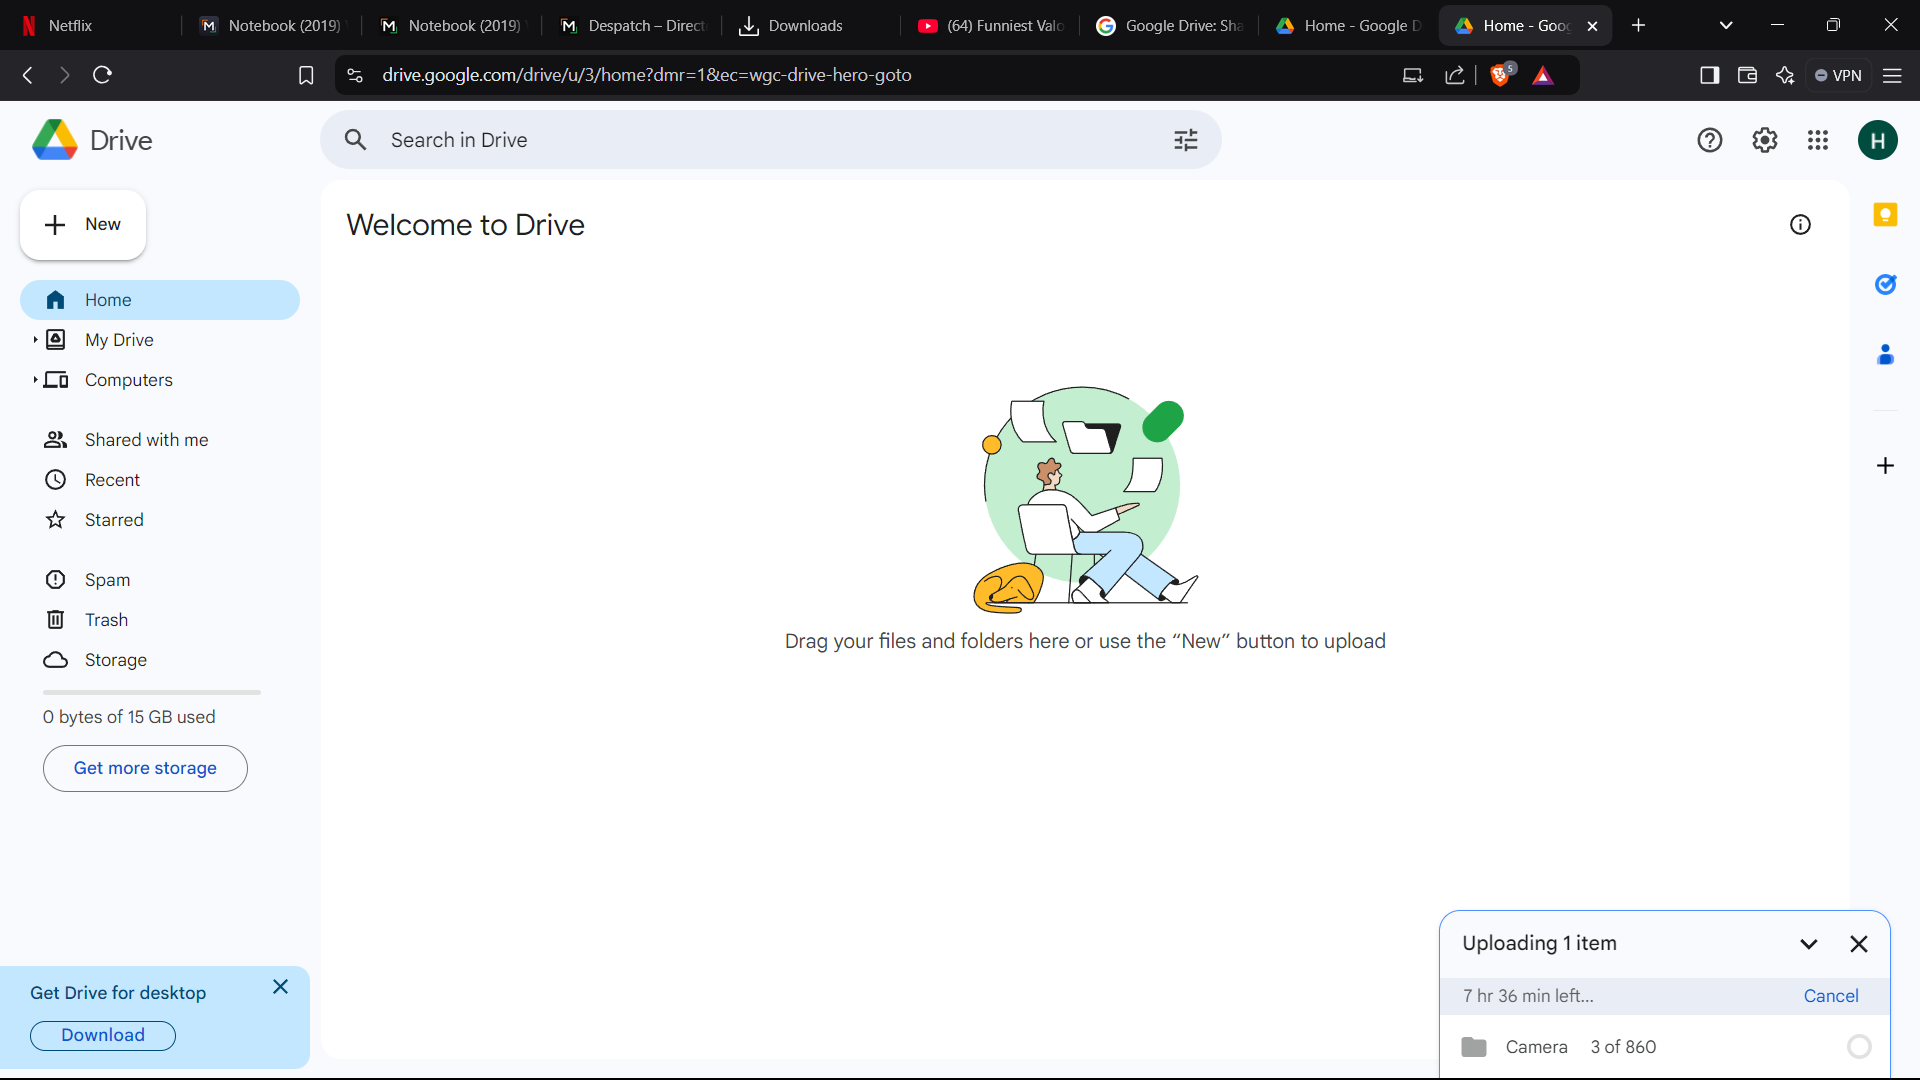 Netflix
Notebook (2019)
Notebook (2019)
Despatch – Direct
Downloads
(64) Funniest Valo
Google Drive: Sha
Home - Google D
Home - Goog
drive.google.com/drive/u/3/home?dmr=1&ec=wgc-drive-hero-goto
5
VPN
Drive
Search in Drive
H
New
Welcome to Drive
Home
My Drive
Computers
Shared with me
Recent
Starred
Spam
Trash
Storage
0 bytes of 15 GB used
Get more storage
Drag your files and folders here or use the “New” button to upload
Get Drive for desktop
Download
Uploading 1 item
7 hr 36 min left...
Cancel
Camera 3 of 860